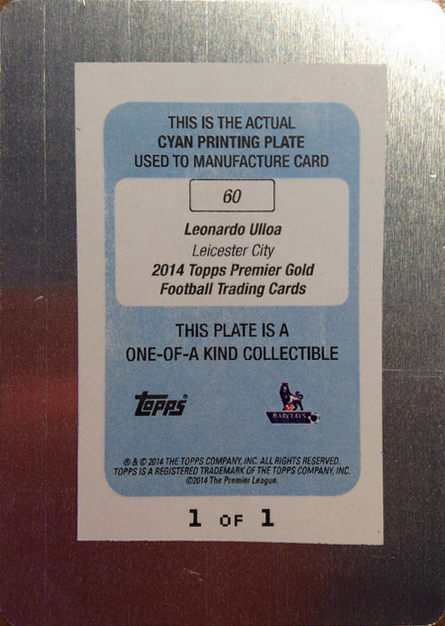 THIS IS THE ACTUAL
CYAN PRINTING PLATE
USED TO MANUFACTURE CARD
60
Leonardo Ulloa
Leicester City
2014 Topps Premier Gold
Football Trading Cards
THIS PLATE IS A
ONE-OF-A KIND COLLECTIBLE
TOPPS®
BARCLAYS
® & © 2014 THE TOPPS COMPANY, INC. ALL RIGHTS RESERVED.
TOPPS IS A REGISTERED TRADEMARK OF THE TOPPS COMPANY, INC.
©2014 The Premier League.
1 OF 1